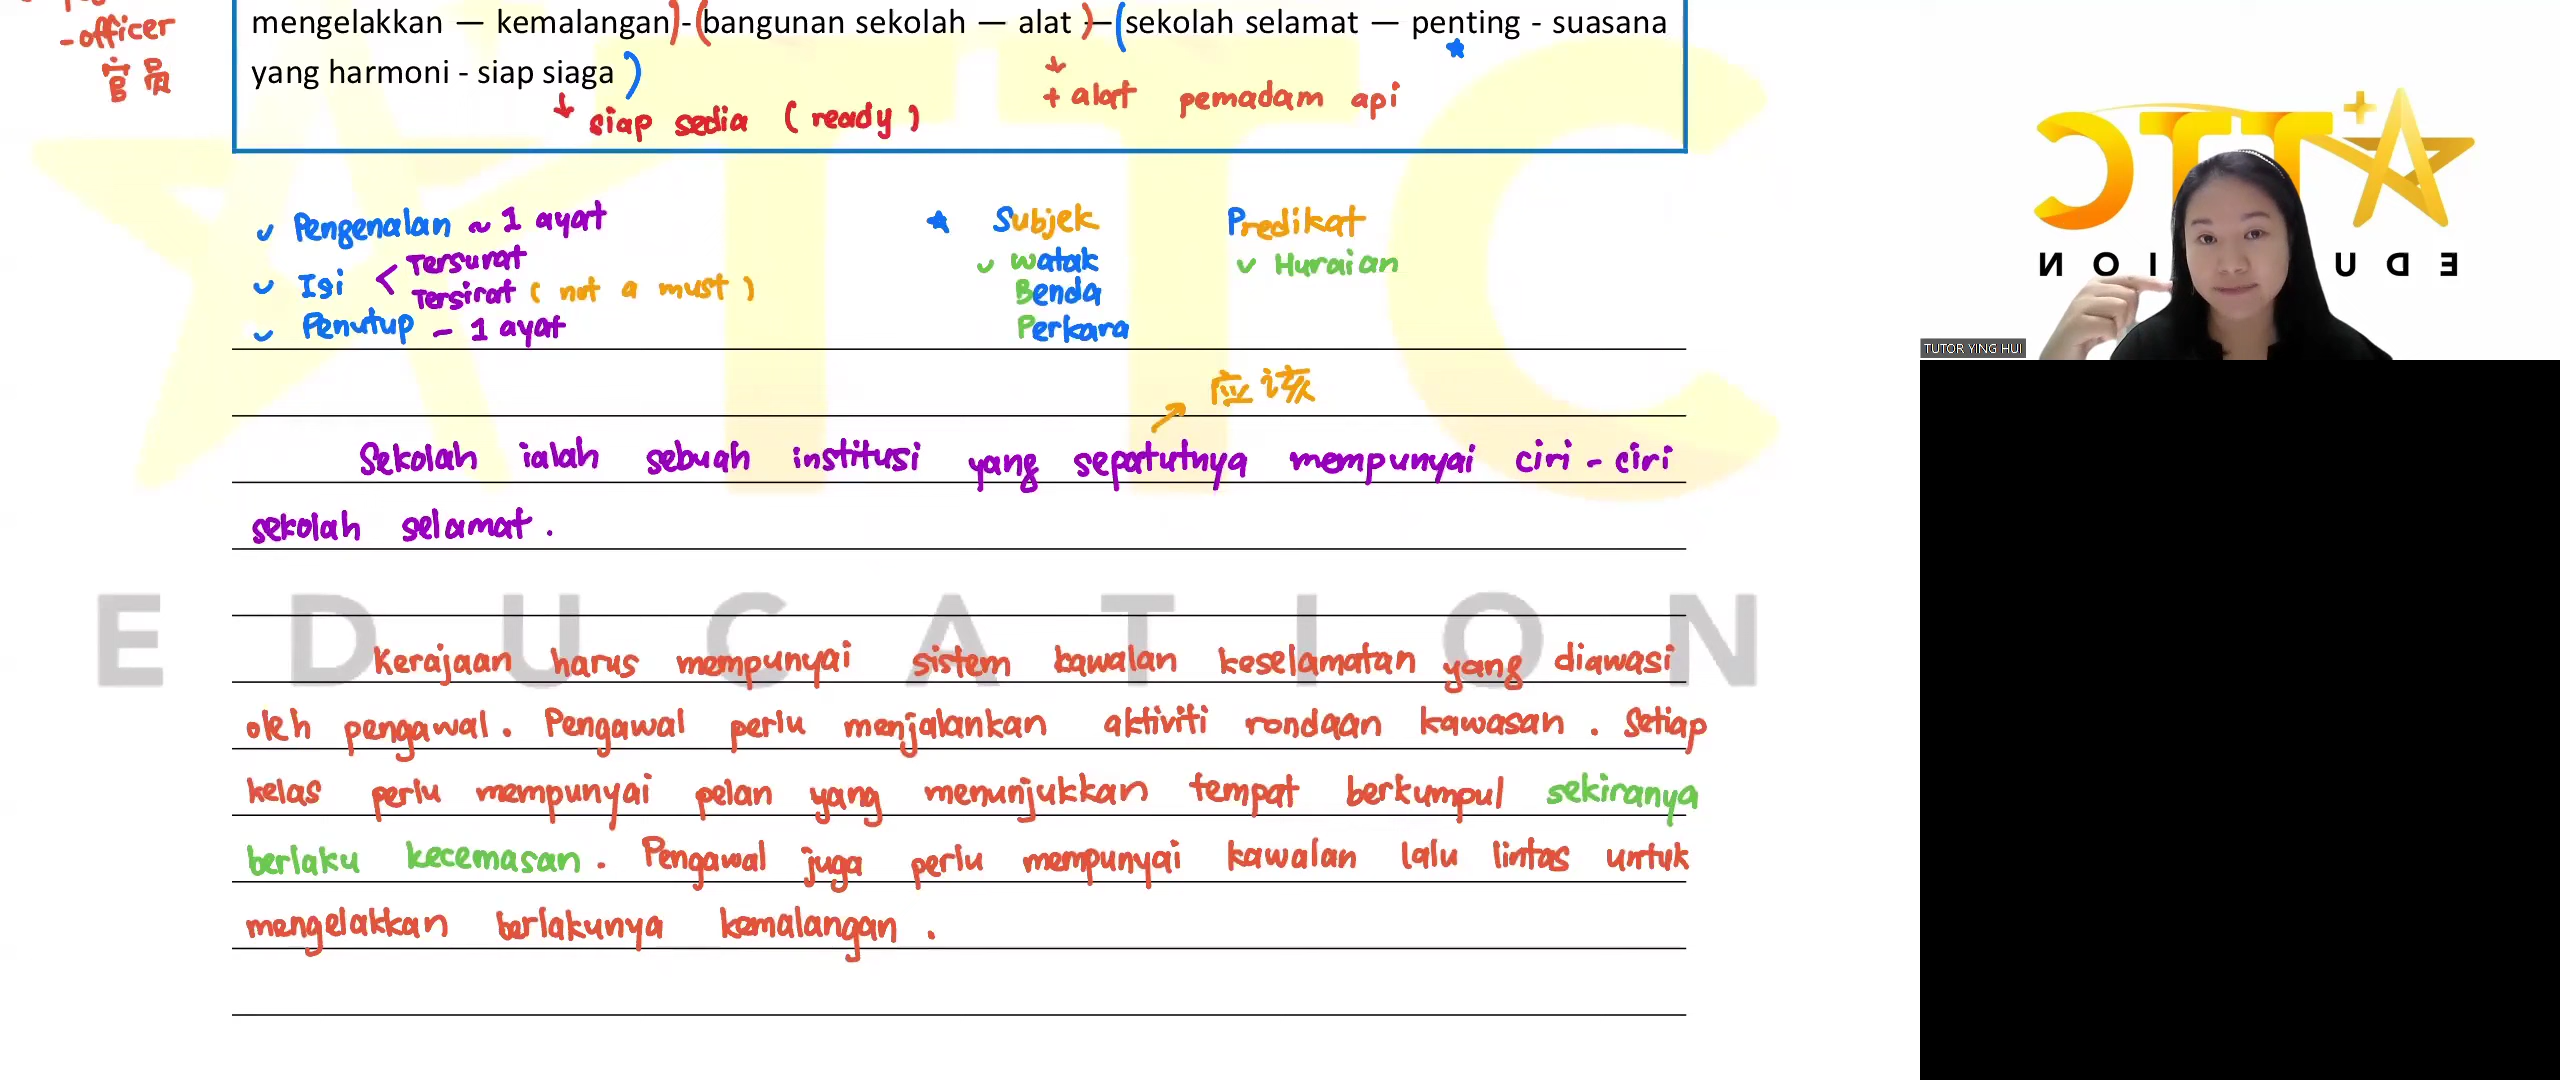 - officer
官员
mengelakkan — kemalangan) - (bangunan sekolah — alat ) — (sekolah selamat — penting - suasana
yang harmoni - siap siaga )
↓ siap sedia ( ready )
↓
+ alat pemadam api
Pengenalan ~ 1 ayat
Isi < Tersurat
Tersirat ( not a must )
Penutup - 1 ayat
Subjek Predikat
Watak Huraian
Benda
Perkara
应该
Sekolah ialah sebuah institusi yang sepatutnya mempunyai ciri - ciri
sekolah selamat .
EDUCATION
Kerajaan harus mempunyai sistem kawalan keselamatan yang diawasi
oleh pengawal . Pengawal perlu menjalankan aktiviti rondaan kawasan . Setiap
kelas perlu mempunyai pelan yang menunjukkan tempat berkumpul sekiranya
berlaku kecemasan . Pengawal juga perlu mempunyai kawalan lalu lintas untuk
mengelakkan berlakunya kemalangan .
TTC
TUTOR YING HUI